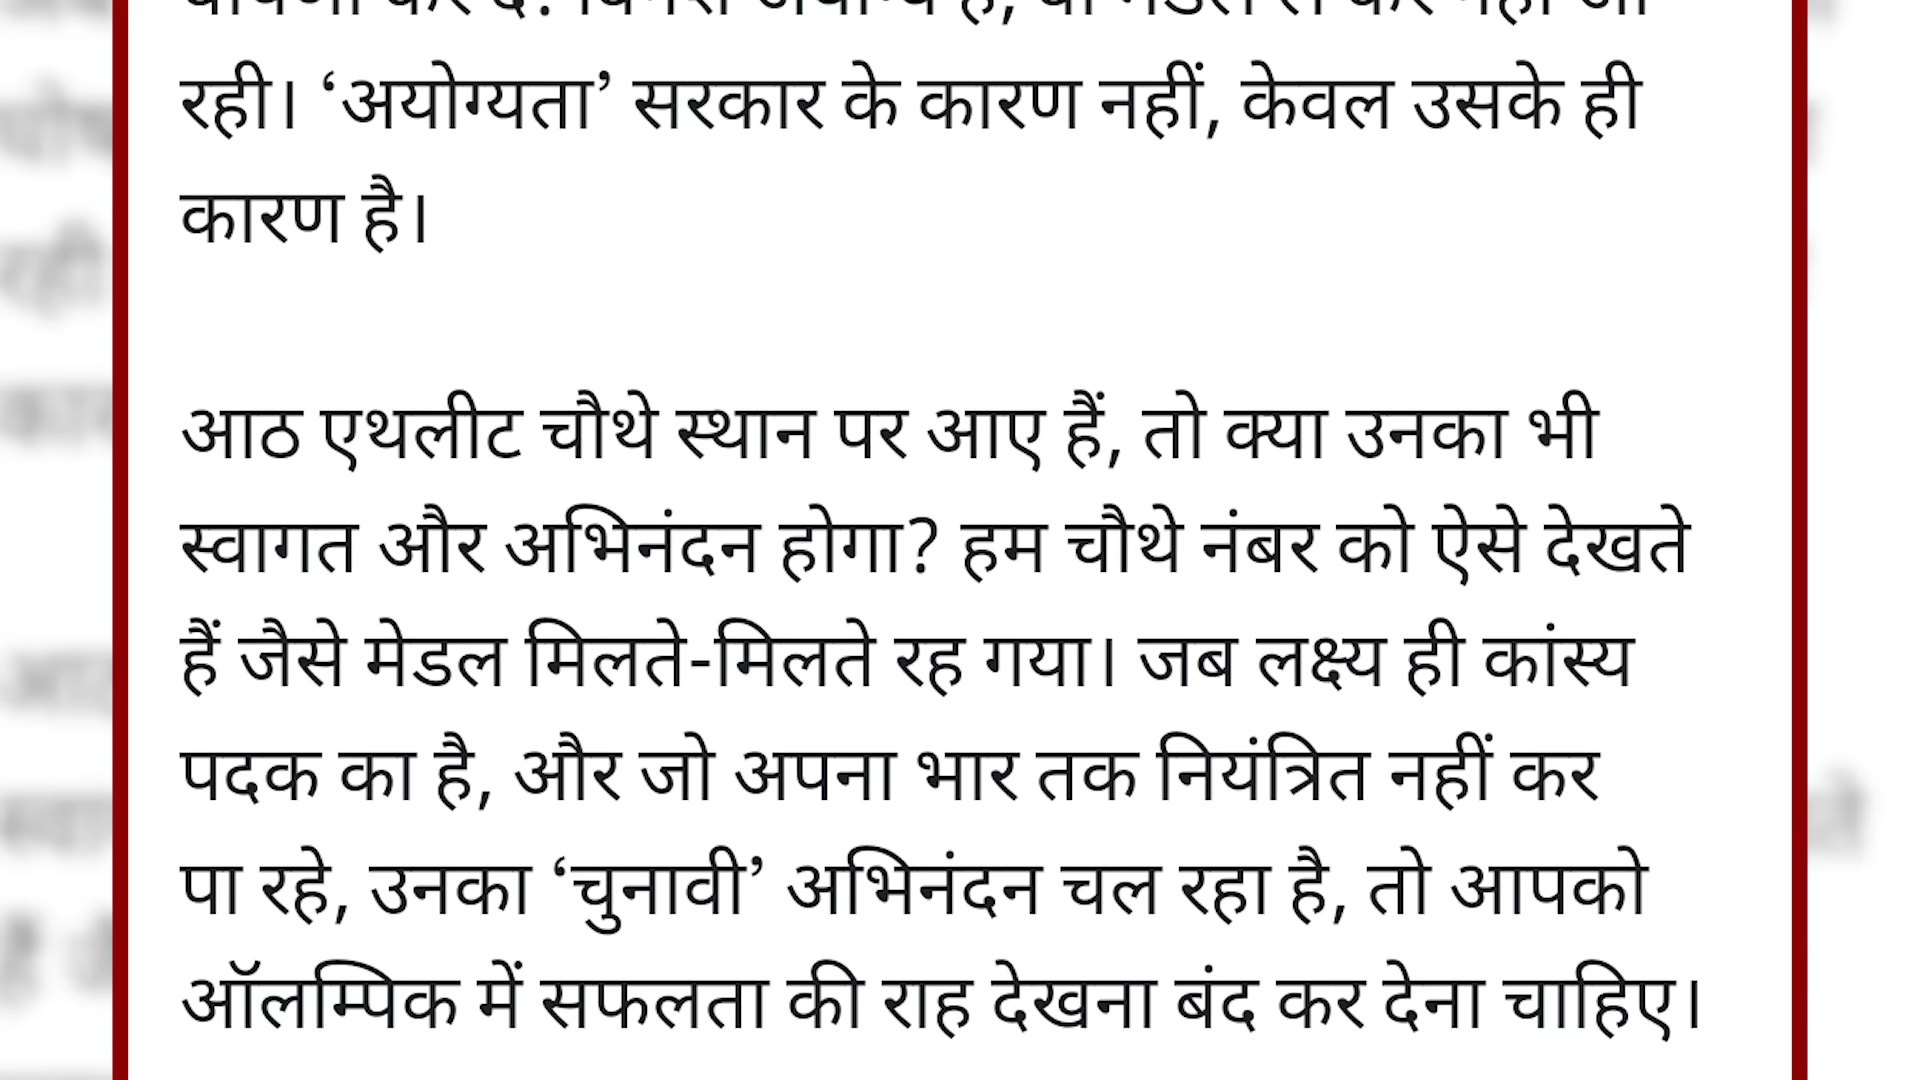 रही। ‘अयोग्यता’ सरकार के कारण नहीं, केवल उसके ही
कारण है।
आठ एथलीट चौथे स्थान पर आए हैं, तो क्या उनका भी
स्वागत और अभिनंदन होगा? हम चौथे नंबर को ऐसे देखते
हैं जैसे मेडल मिलते-मिलते रह गया। जब लक्ष्य ही कांस्य
पदक का है, और जो अपना भार तक नियंत्रित नहीं कर
पा रहे, उनका ‘चुनावी’ अभिनंदन चल रहा है, तो आपको
ऑलम्पिक में सफलता की राह देखना बंद कर देना चाहिए।